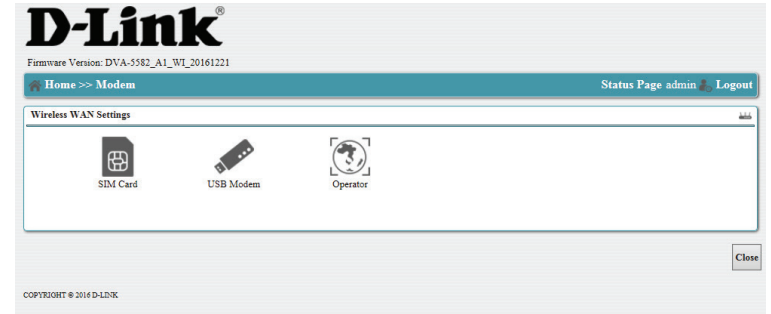 D-Link®
Firmware Version: DVA-5582_A1_WI_20161221
Home >> Modem Status Page admin Logout
Wireless WAN Settings
SIM Card USB Modem Operator
Close
COPYRIGHT © 2016 D-LINK